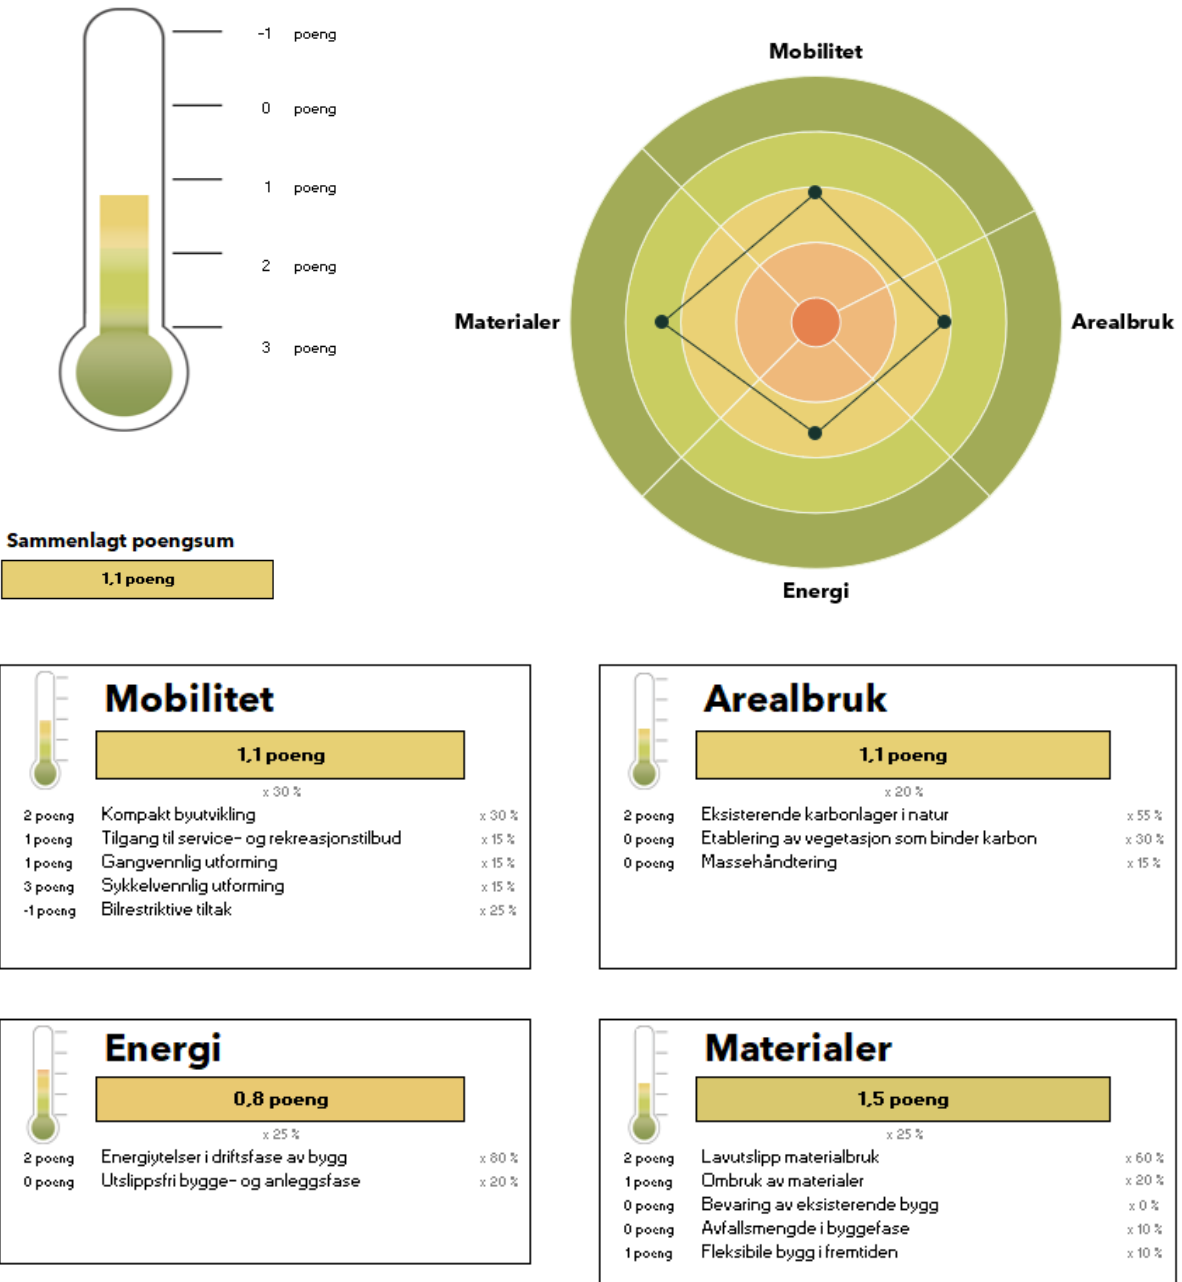 -1 poeng
0 poeng
1 poeng
2 poeng
3 poeng
Mobilitet
Materialer
Arealbruk
Energi
Sammenlagt poengsum
1,1 poeng
Mobilitet
1,1 poeng
x 30 %
2 poeng Kompakt byutvikling x 30 %
1 poeng Tilgang til service- og rekreasjonstilbud x 15 %
1 poeng Gangvennlig utforming x 15 %
3 poeng Sykkelvennlig utforming x 15 %
-1 poeng Bilrestriktive tiltak x 25 %
Arealbruk
1,1 poeng
x 20 %
2 poeng Eksisterende karbonlager i natur x 55 %
0 poeng Etablering av vegetasjon som binder karbon x 30 %
0 poeng Massehåndtering x 15 %
Energi
0,8 poeng
x 25 %
2 poeng Energiytelser i driftsfase av bygg x 80 %
0 poeng Utslippsfri bygge- og anleggsfase x 20 %
Materialer
1,5 poeng
x 25 %
2 poeng Lavutslipp materialbruk x 60 %
1 poeng Ombruk av materialer x 20 %
0 poeng Bevaring av eksisterende bygg x 0 %
0 poeng Avfallsmengde i byggefase x 10 %
1 poeng Fleksibile bygg i fremtiden x 10 %